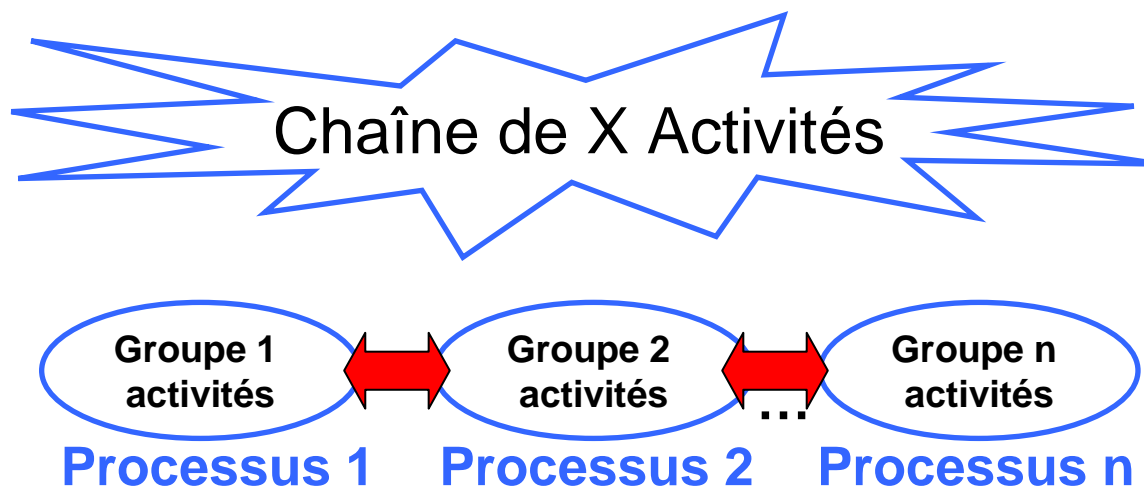 Chaîne de X Activités
Groupe 1 activités
Groupe 2 activités
...
Groupe n activités
Processus 1 Processus 2 Processus n